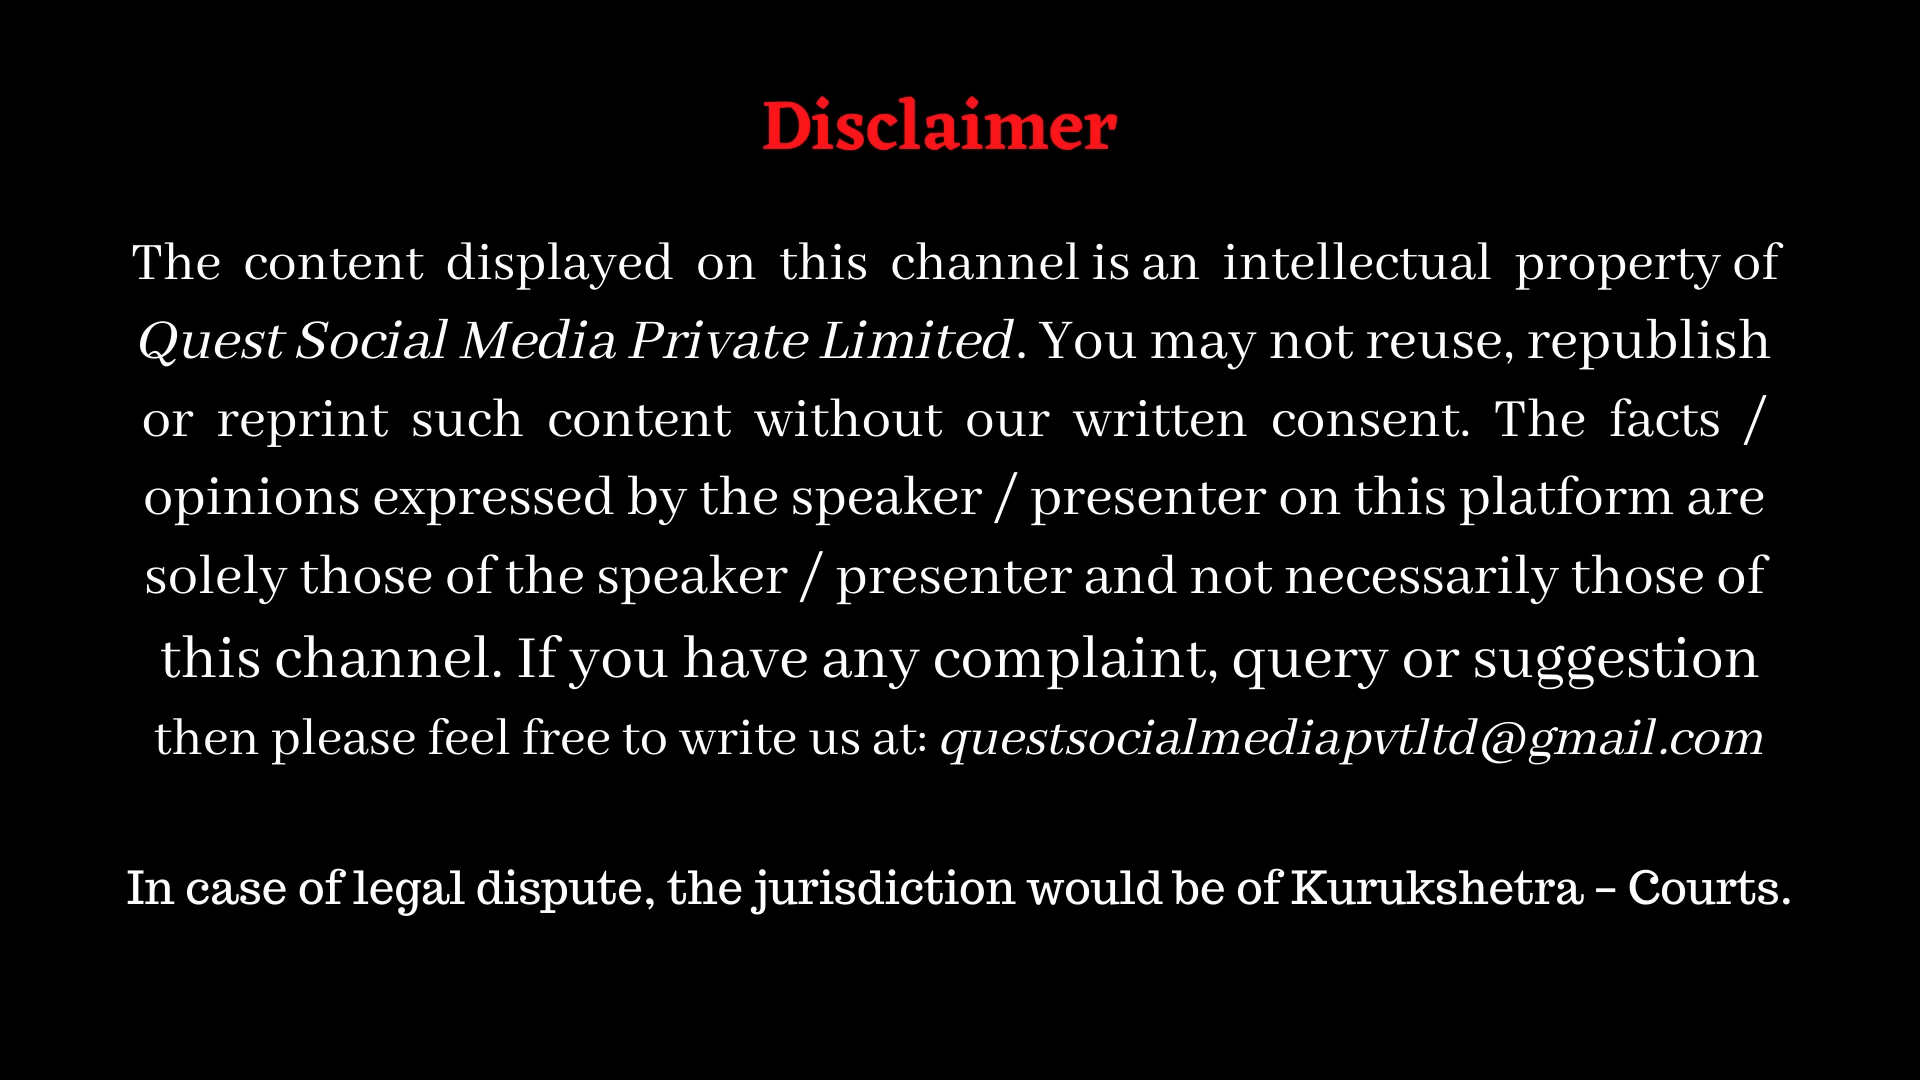 Disclaimer
The content displayed on this channel is an intellectual property of
Quest Social Media Private Limited. You may not reuse, republish
or reprint such content without our written consent. The facts /
opinions expressed by the speaker / presenter on this platform are
solely those of the speaker / presenter and not necessarily those of
this channel. If you have any complaint, query or suggestion
then please feel free to write us at: questsocialmediapvtltd@gmail.com
In case of legal dispute, the jurisdiction would be of Kurukshetra – Courts.